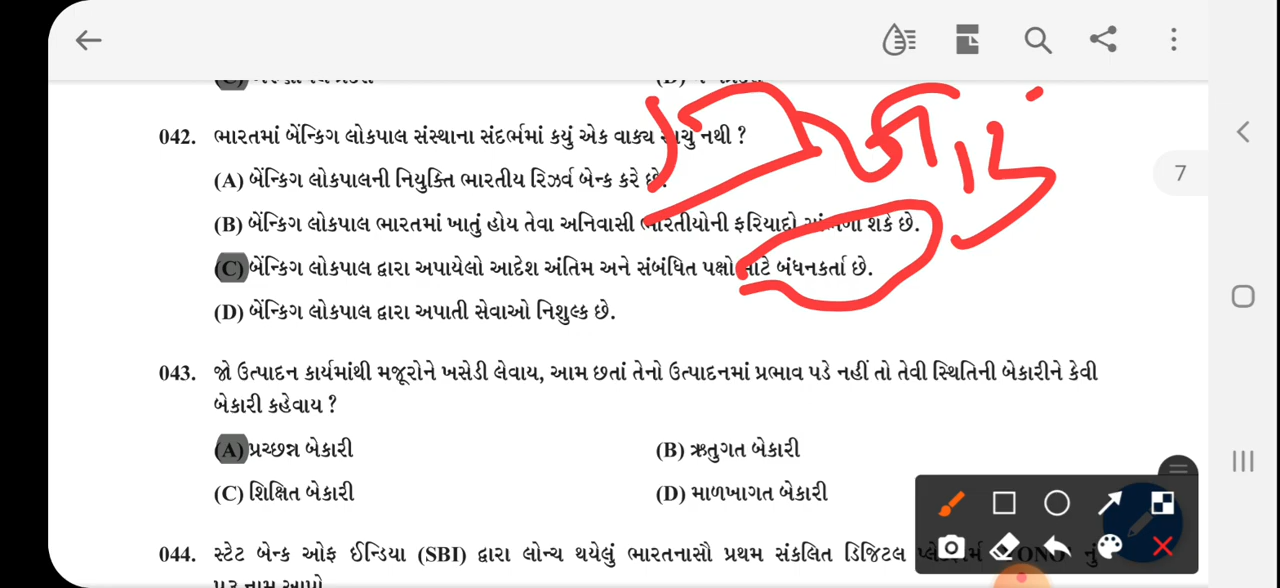 7
042. ભારતમાં બેંન્કિગ લોકપાલ સંસ્થાના સંદર્ભમાં કયું એક વાક્ય સાચુ નથી ?
(A) બેંન્કિગ લોકપાલની નિયુક્તિ ભારતીય રિઝર્વ બેન્ક કરે છે.
(B) બેંન્કિગ લોકપાલ ભારતમાં ખાતું હોય તેવા અનિવાસી ભારતીયોની ફરિયાદો સાંભળી શકે છે.
(C) બેંન્કિગ લોકપાલ દ્વારા અપાયેલો આદેશ અંતિમ અને સંબંધિત પક્ષો માટે બંધનકર્તા છે.
(D) બેંન્કિગ લોકપાલ દ્વારા અપાતી સેવાઓ નિશુલ્ક છે.
043. જો ઉત્પાદન કાર્યમાંથી મજૂરોને ખસેડી લેવાય, આમ છતાં તેનો ઉત્પાદનમાં પ્રભાવ પડે નહીં તો તેવી સ્થિતિની બેકારીને કેવી
બેકારી કહેવાય ?
(A) પ્રચ્છન્ન બેકારી (B) ઋતુગત બેકારી
(C) શિક્ષિત બેકારી (D) માળખાગત બેકારી
044. સ્ટેટ બેન્ક ઓફ ઈન્ડિયા (SBI) દ્વારા લોન્ચ થયેલું ભારતનાસૌ પ્રથમ સંકલિત ડિજિટલ નું